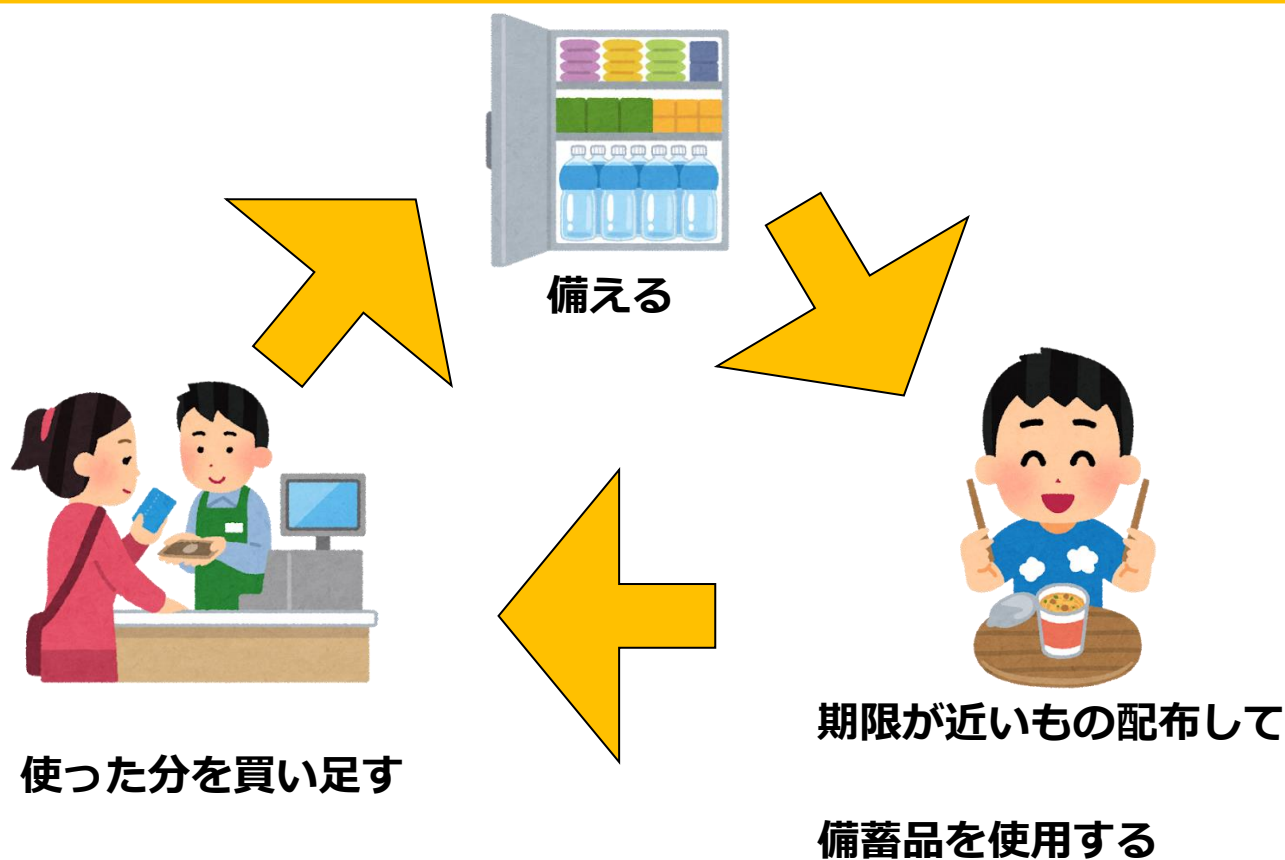 備える
期限が近いもの配布して
備蓄品を使用する
使った分を買い足す